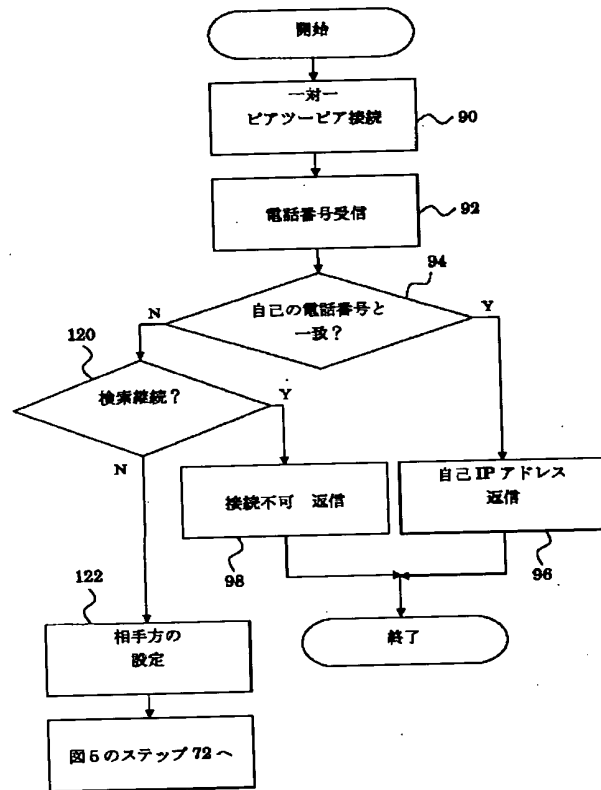 開始
一対一
ピアツーピア接続
90
電話番号受信
92
94
自己の電話番号と
一致？
N
Y
120
検索継続？
Y
N
接続不可 返信
98
自己IPアドレス
返信
96
122
相手方の
設定
終了
図5のステップ72へ